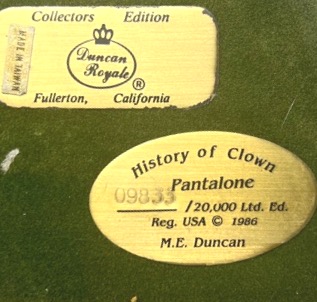 Collectors Edition
MADE IN TAIWAN
Duncan
Royale
®
Fullerton, California
History of Clown
Pantalone
09833 /20,000 Ltd. Ed.
Reg. USA © 1986
M.E. Duncan